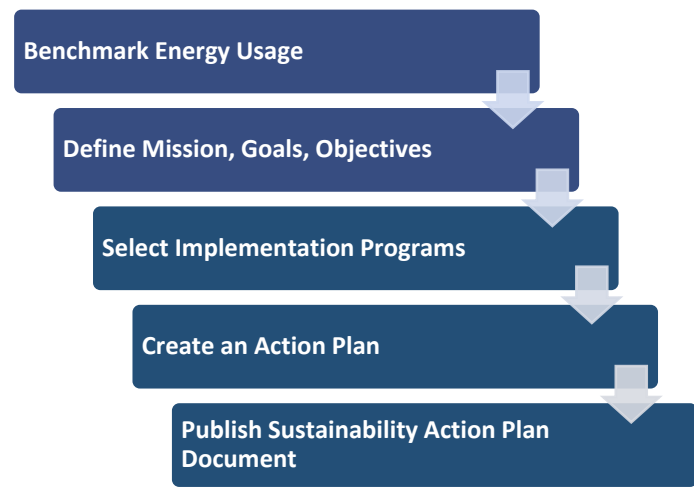 Benchmark Energy Usage
Define Mission, Goals, Objectives
Select Implementation Programs
Create an Action Plan
Publish Sustainability Action Plan
Document